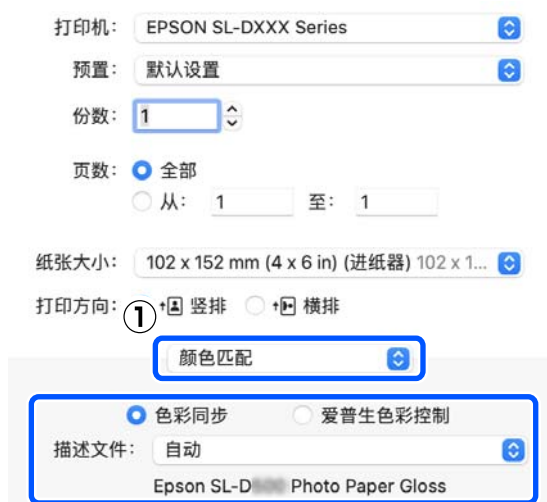 打印机: EPSON SL-DXXX Series
预置: 默认设置
份数: 1
页数: 全部
从: 1 至: 1
纸张大小: 102 x 152 mm (4 x 6 in) (进纸器) 102 x 1...
打印方向: 竖排 横排
①
颜色匹配
色彩同步 爱普生色彩控制
描述文件: 自动
Epson SL-D Photo Paper Gloss